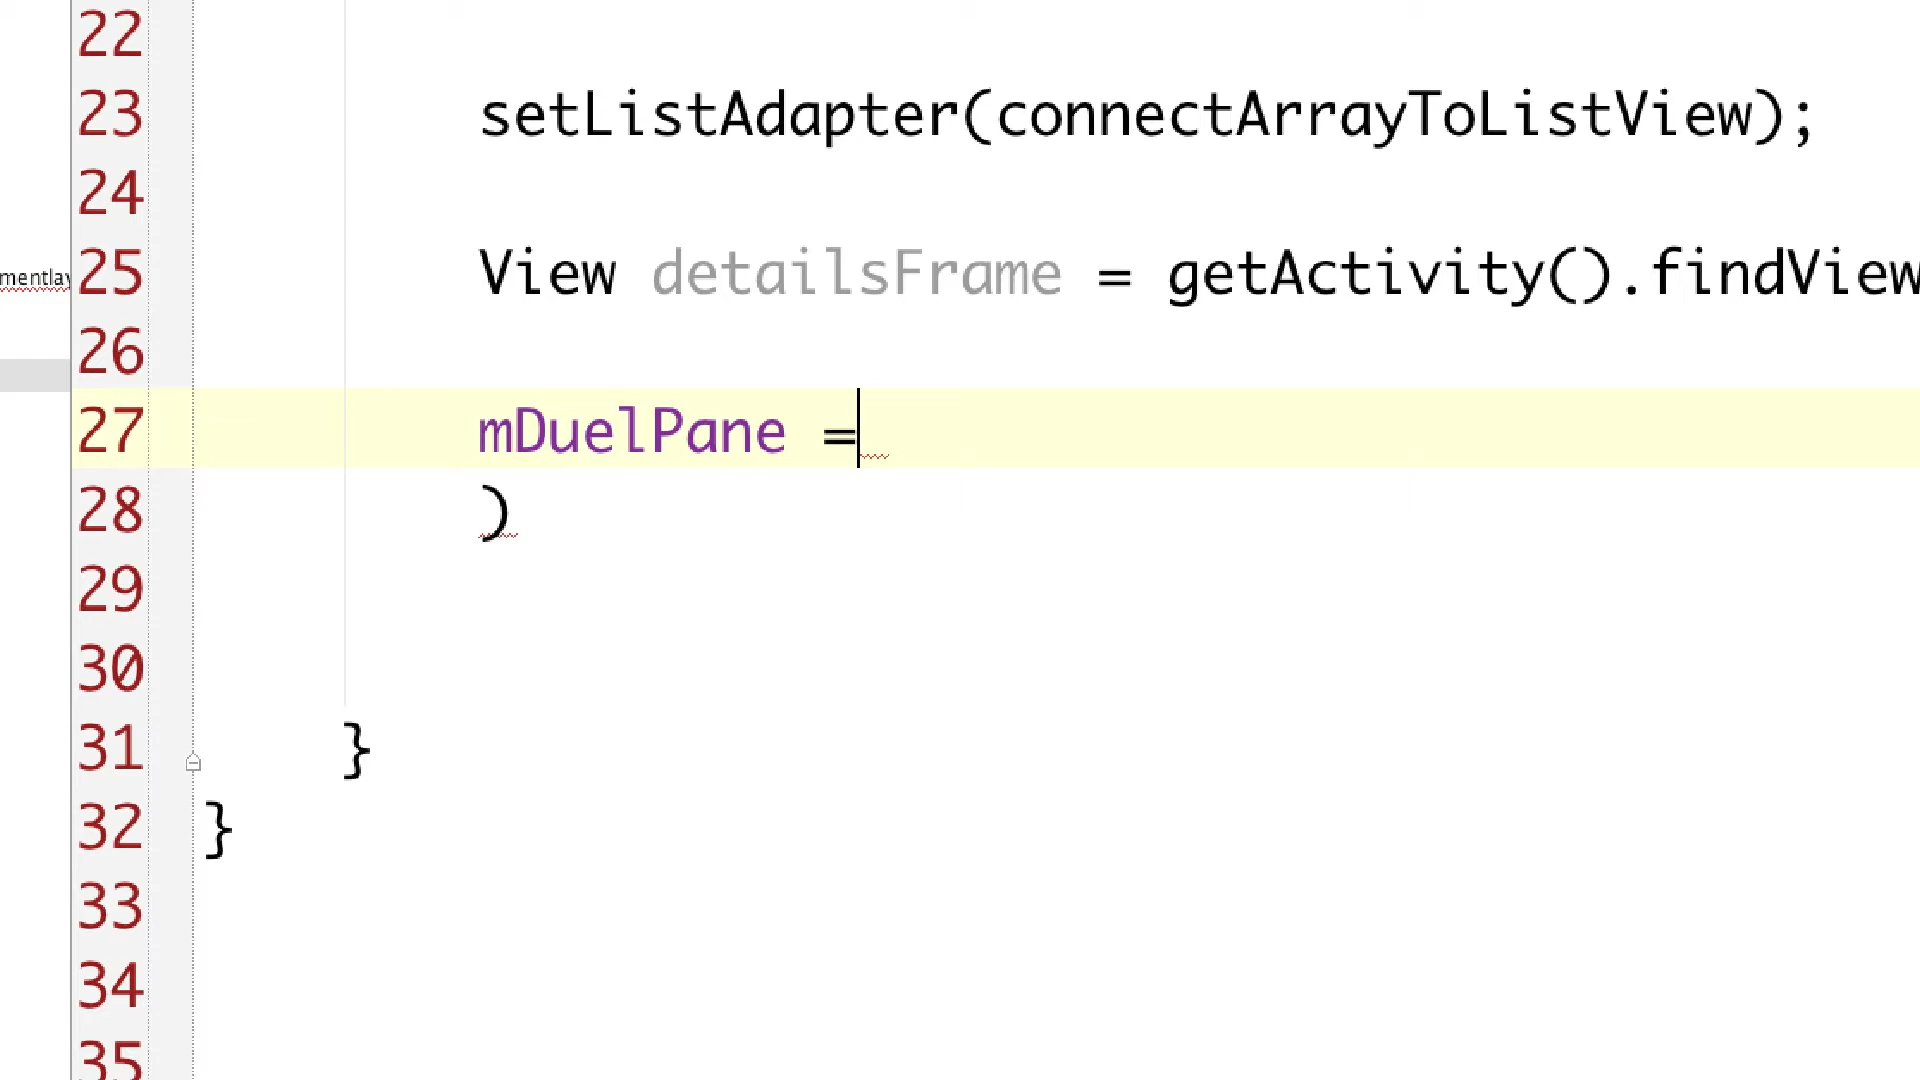 22
23 setListAdapter(connectArrayToListView);
24
mentlay
25 View detailsFrame = getActivity().findView
26
27 mDuelPane =
28 )
29
30
31 }
32 }
33
34
35